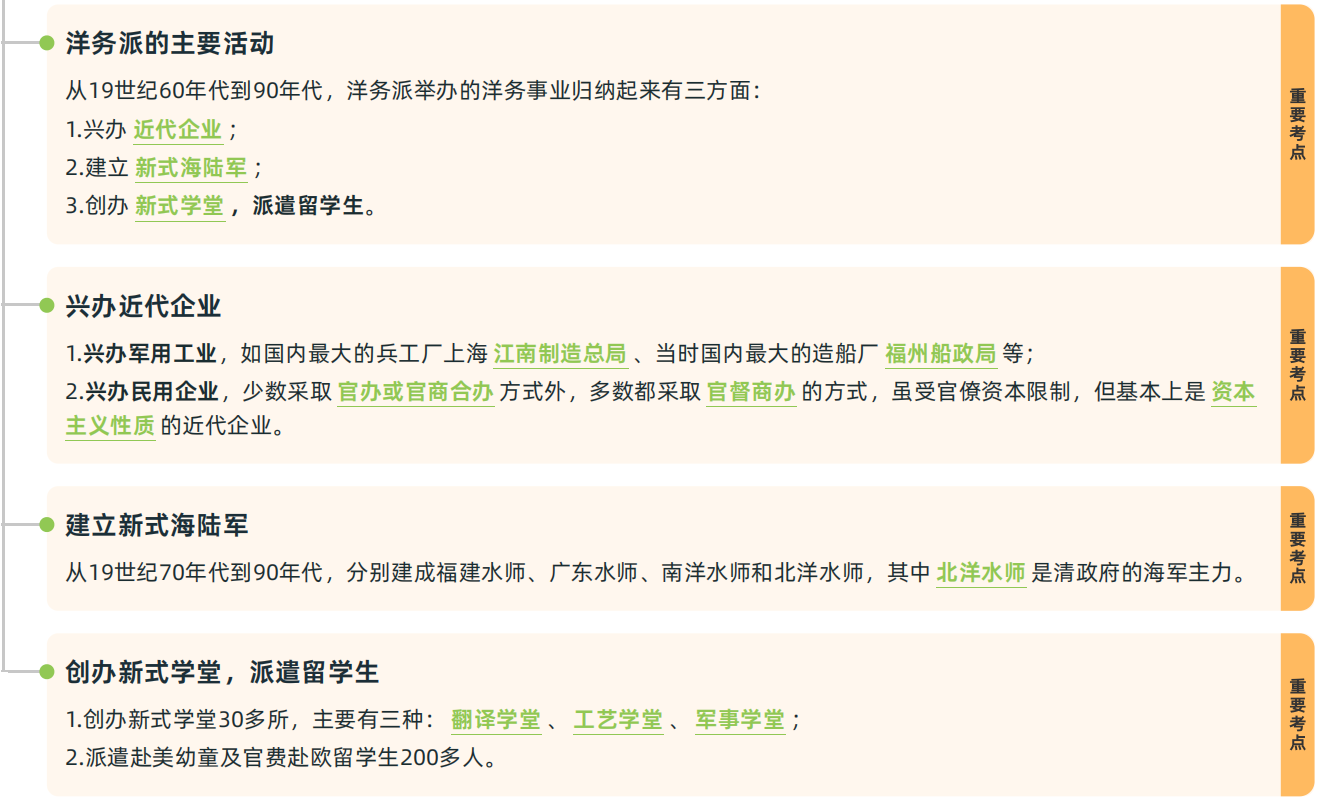 洋务派的主要活动
从19世纪60年代到90年代，洋务派举办的洋务事业归纳起来有三方面：
1.兴办 近代企业 ；
2.建立 新式海陆军 ；
3.创办 新式学堂 ，派遣留学生。
重要考点
兴办近代企业
1.兴办军用工业，如国内最大的兵工厂上海 江南制造总局 、当时国内最大的造船厂 福州船政局 等；
2.兴办民用企业，少数采取 官办或官商合办 方式外，多数都采取 官督商办 的方式，虽受官僚资本限制，但基本上是 资本
主义性质 的近代企业。
重要考点
建立新式海陆军
从19世纪70年代到90年代，分别建成福建水师、广东水师、南洋水师和北洋水师，其中 北洋水师 是清政府的海军主力。
重要考点
创办新式学堂，派遣留学生
1.创办新式学堂30多所，主要有三种： 翻译学堂 、 工艺学堂 、 军事学堂 ；
2.派遣赴美幼童及官费赴欧留学生200多人。
重要考点